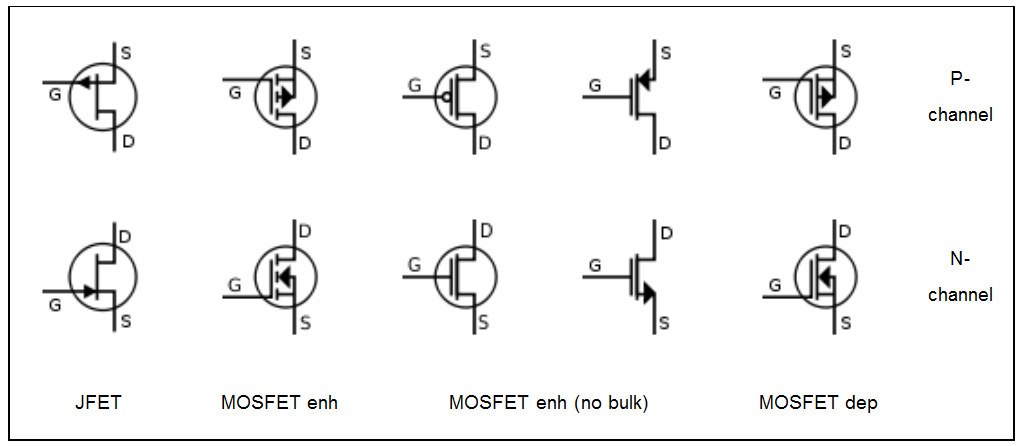 S S S S S
G G G G G
D D D D D
P-
channel
D D D D D
G G G G G
S S S S S
N-
channel
JFET MOSFET enh MOSFET enh (no bulk) MOSFET dep